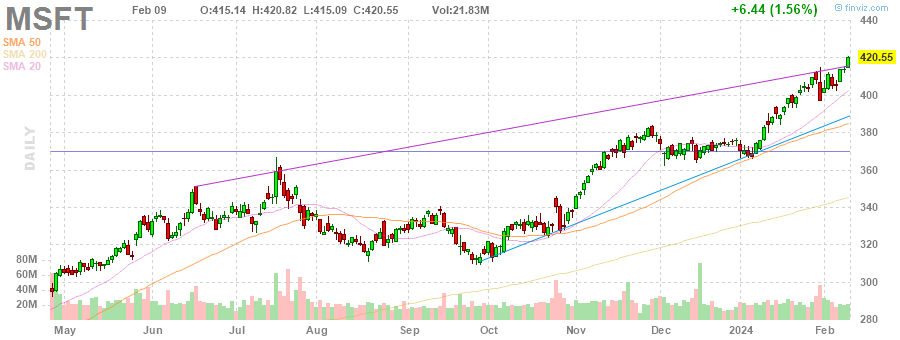 MSFT Feb 09 O:415.14 H:420.82 L:415.09 C:420.55 Vol:21.83M +6.44 (1.56%) © finviz.com
SMA 50
SMA 200
SMA 20
DAILY
440
420.55
400
380
360
340
320
300
280
80M
60M
40M
20M
May Jun Jul Aug Sep Oct Nov Dec 2024 Feb